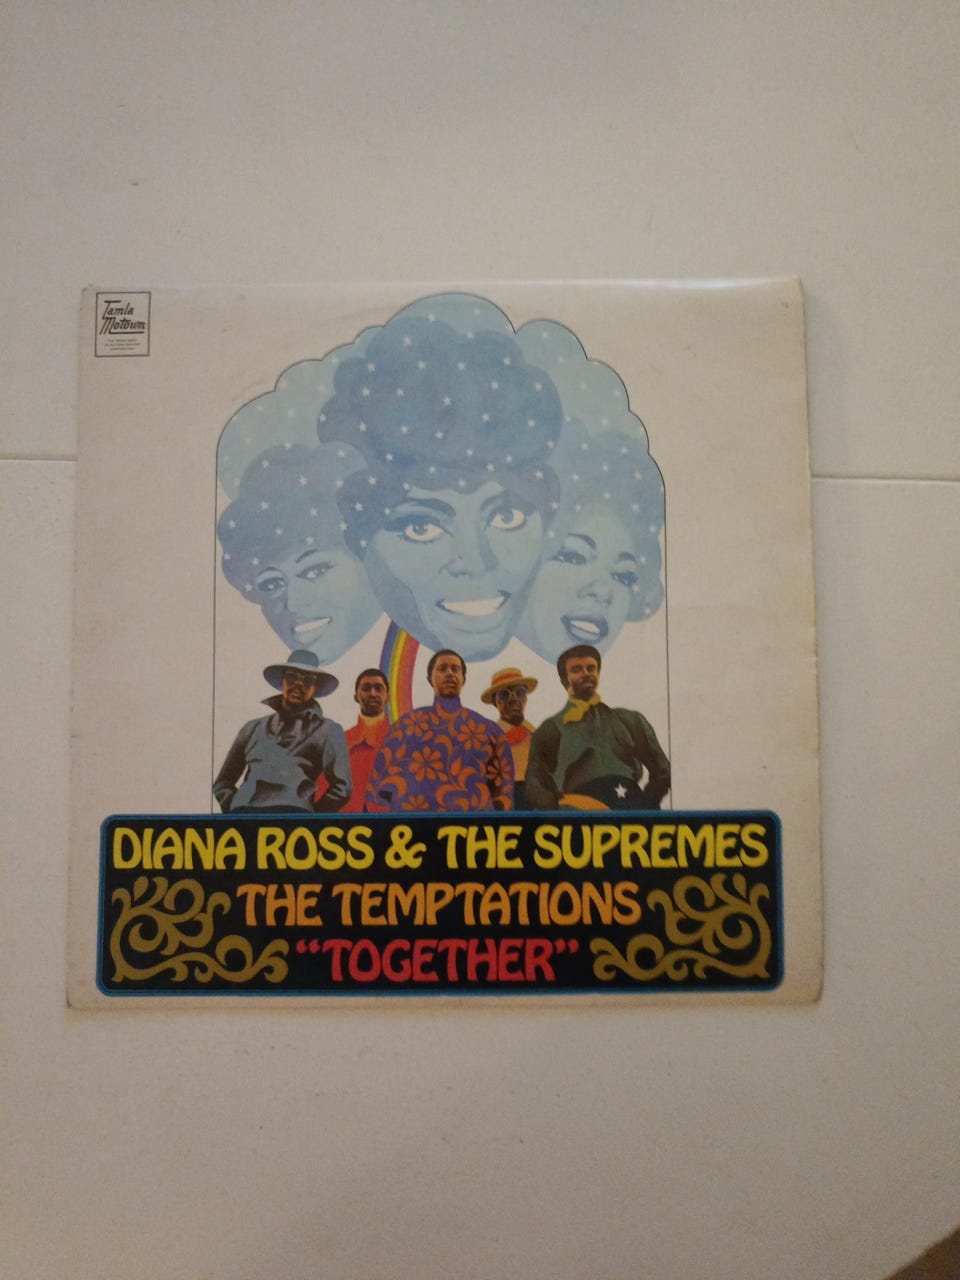 Tamla
Motown
DIANA ROSS & THE SUPREMES
THE TEMPTATIONS
“TOGETHER”